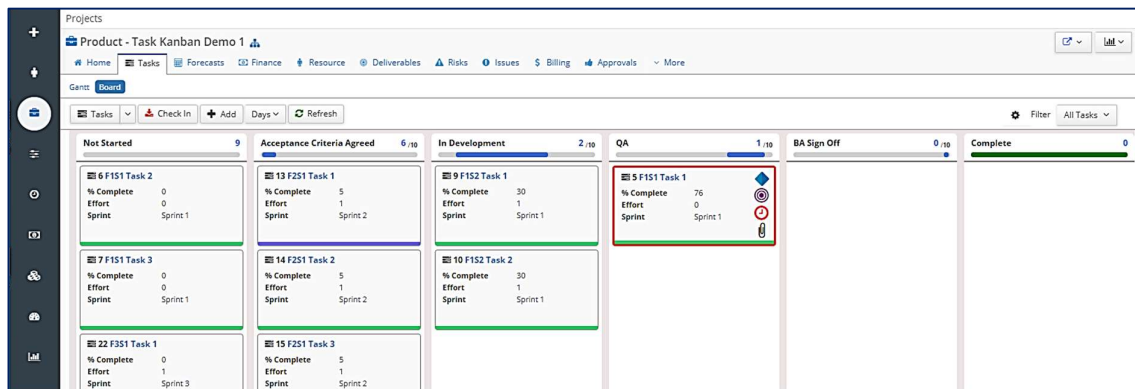 Projects
Product - Task Kanban Demo 1
Home Tasks Forecasts Finance Resource Deliverables Risks Issues $ Billing Approvals More
Gantt Board
Tasks Check In Add Days Refresh Filter All Tasks
Not Started 9 Acceptance Criteria Agreed 6 /10 In Development 2 /10 QA 1 /10 BA Sign Off 0 /10 Complete 0
6 F1S1 Task 2 13 F2S1 Task 1 9 F1S2 Task 1 5 F1S1 Task 1
% Complete 0 % Complete 5 % Complete 30 % Complete 76
Effort 0 Effort 1 Effort 1 Effort 0
Sprint Sprint 1 Sprint Sprint 2 Sprint Sprint 1 Sprint Sprint 1
7 F1S1 Task 3 14 F2S1 Task 2 10 F1S2 Task 2
% Complete 0 % Complete 5 % Complete 30
Effort 0 Effort 1 Effort 1
Sprint Sprint 1 Sprint Sprint 2 Sprint Sprint 1
22 F3S1 Task 1 15 F2S1 Task 3
% Complete 0 % Complete 5
Effort 1 Effort 1
Sprint Sprint 3 Sprint Sprint 2